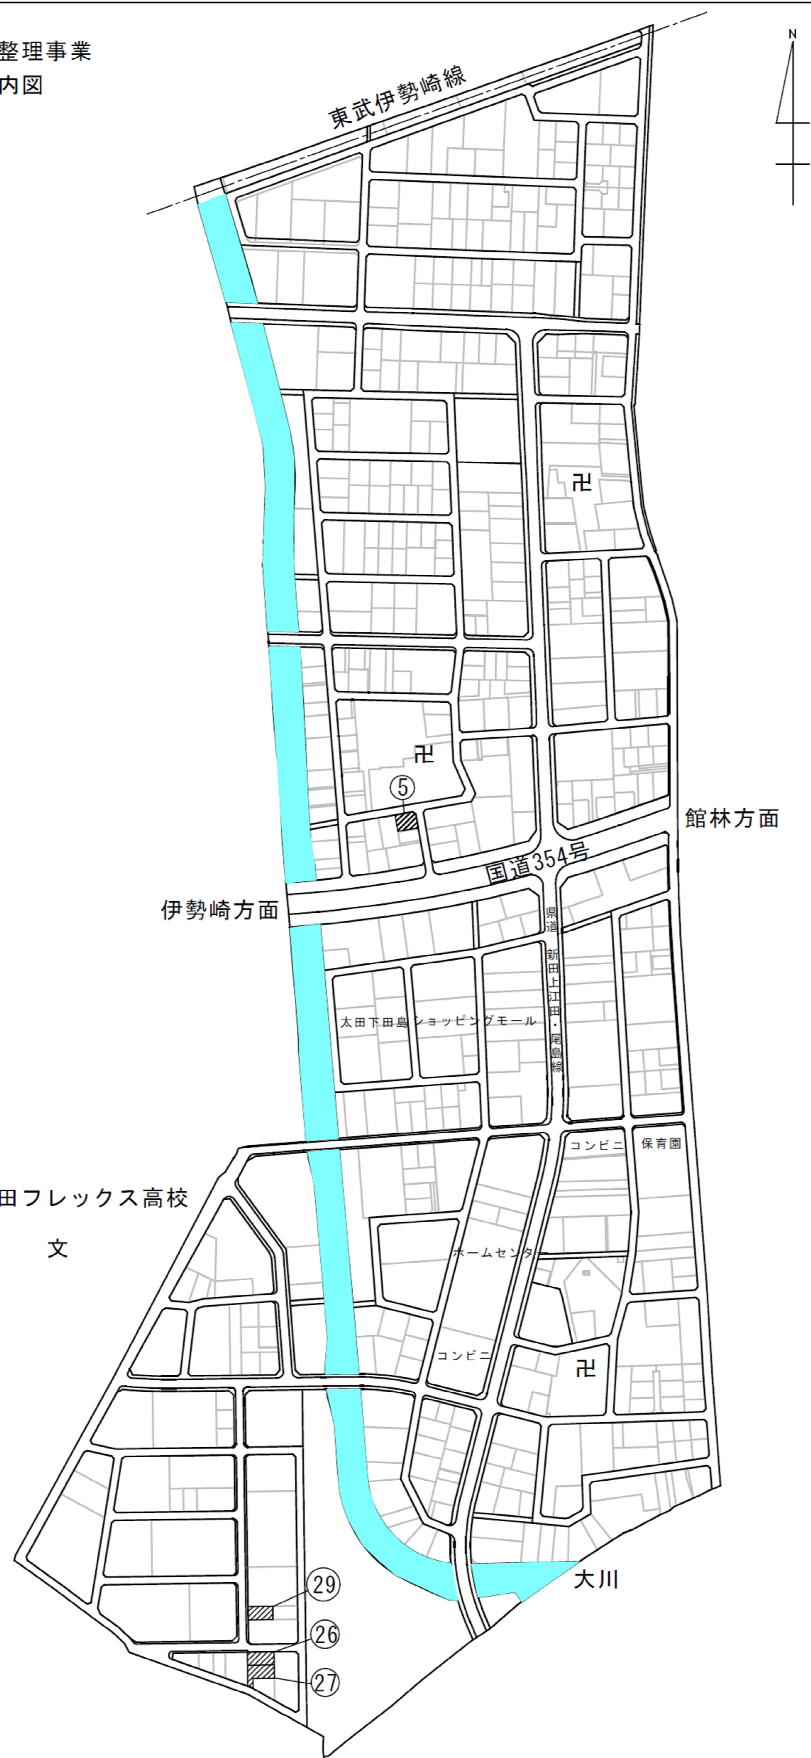 整理事業
内図
N
東武伊勢崎線
卍
卍
⑤
館林方面
国道354号
伊勢崎方面
県道 新田上江田・尾島線
太田下田島ショッピングモール
コンビニ
保育園
田フレックス高校
文
ホームセンター
コンビニ
卍
大川
㉙
㉖
㉗